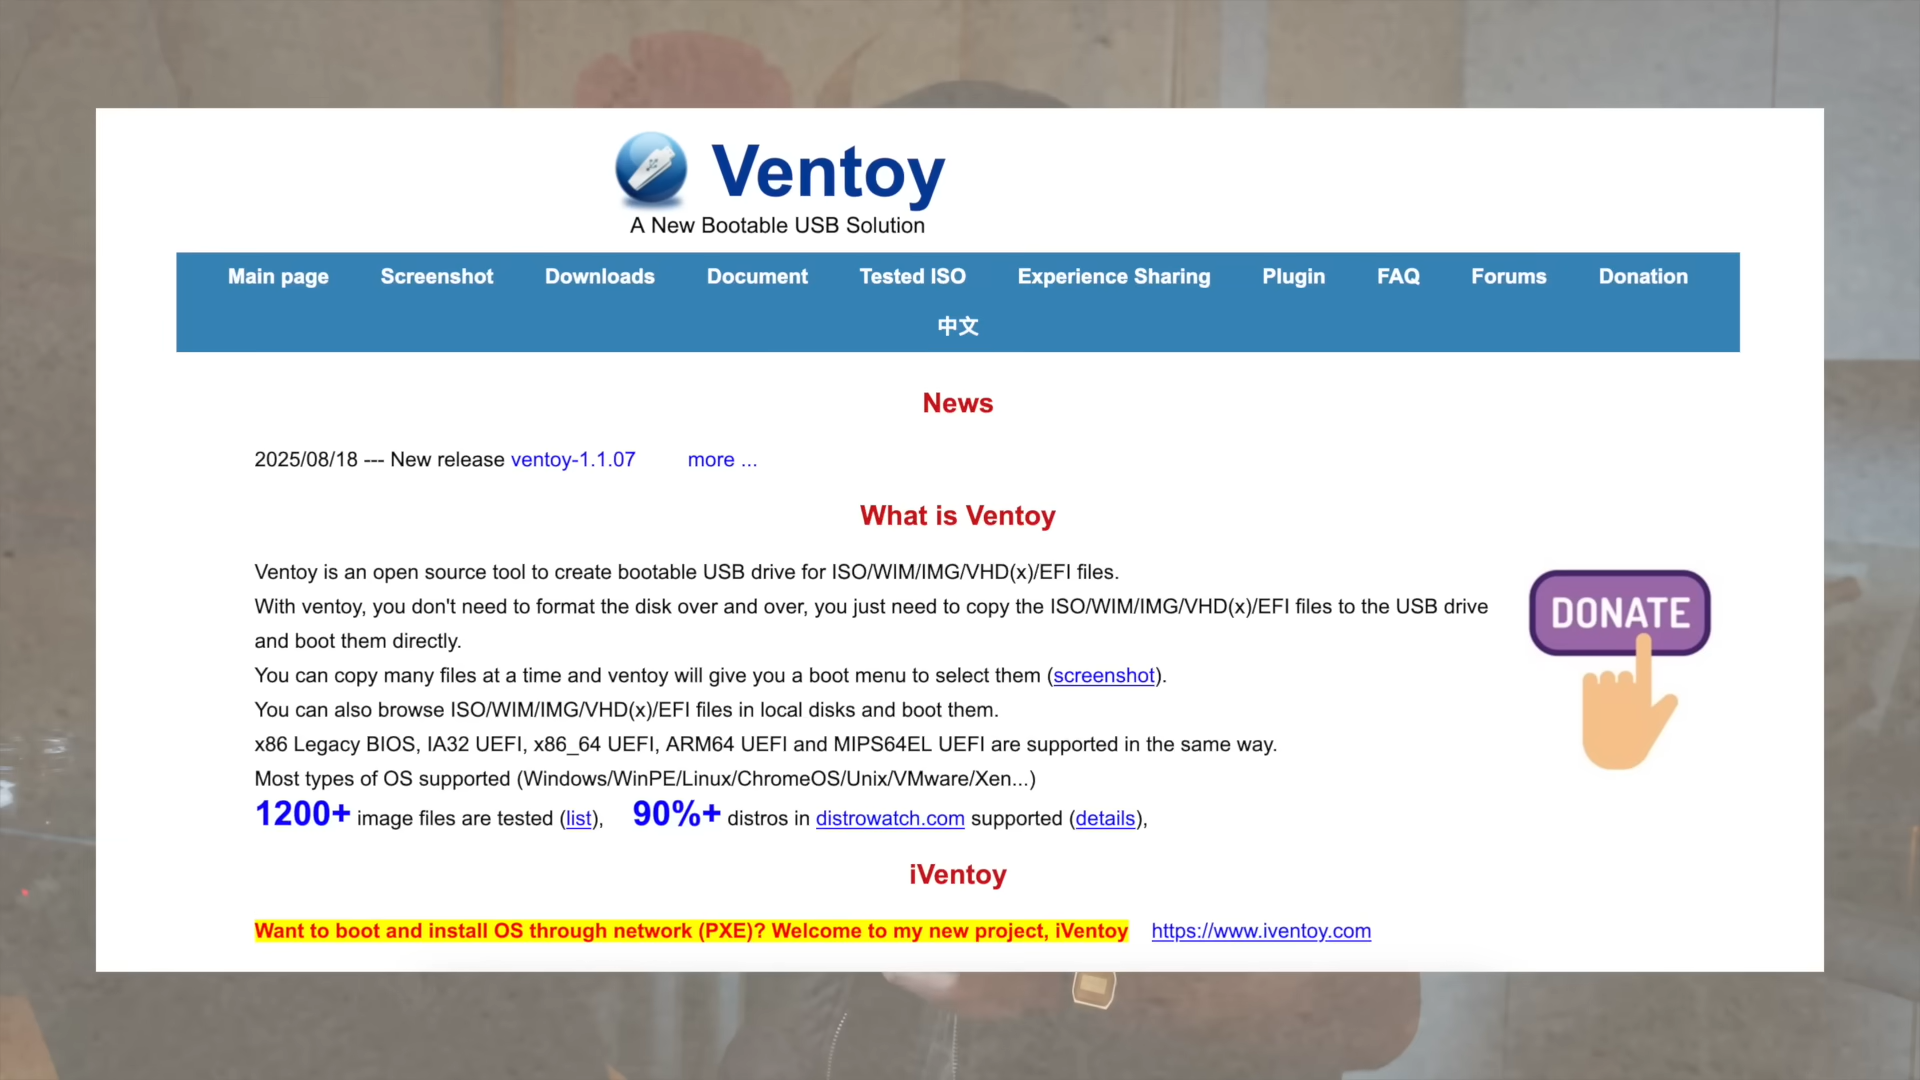 Ventoy
A New Bootable USB Solution
Main page Screenshot Downloads Document Tested ISO Experience Sharing Plugin FAQ Forums Donation
中文
News
2025/08/18 --- New release ventoy-1.1.07 more ...
What is Ventoy
Ventoy is an open source tool to create bootable USB drive for ISO/WIM/IMG/VHD(x)/EFI files.
With ventoy, you don't need to format the disk over and over, you just need to copy the ISO/WIM/IMG/VHD(x)/EFI files to the USB drive
and boot them directly.
You can copy many files at a time and ventoy will give you a boot menu to select them (screenshot).
You can also browse ISO/WIM/IMG/VHD(x)/EFI files in local disks and boot them.
x86 Legacy BIOS, IA32 UEFI, x86_64 UEFI, ARM64 UEFI and MIPS64EL UEFI are supported in the same way.
Most types of OS supported (Windows/WinPE/Linux/ChromeOS/Unix/VMware/Xen...)
1200+ image files are tested (list), 90%+ distros in distrowatch.com supported (details),
DONATE
iVentoy
Want to boot and install OS through network (PXE)? Welcome to my new project, iVentoy https://www.iventoy.com